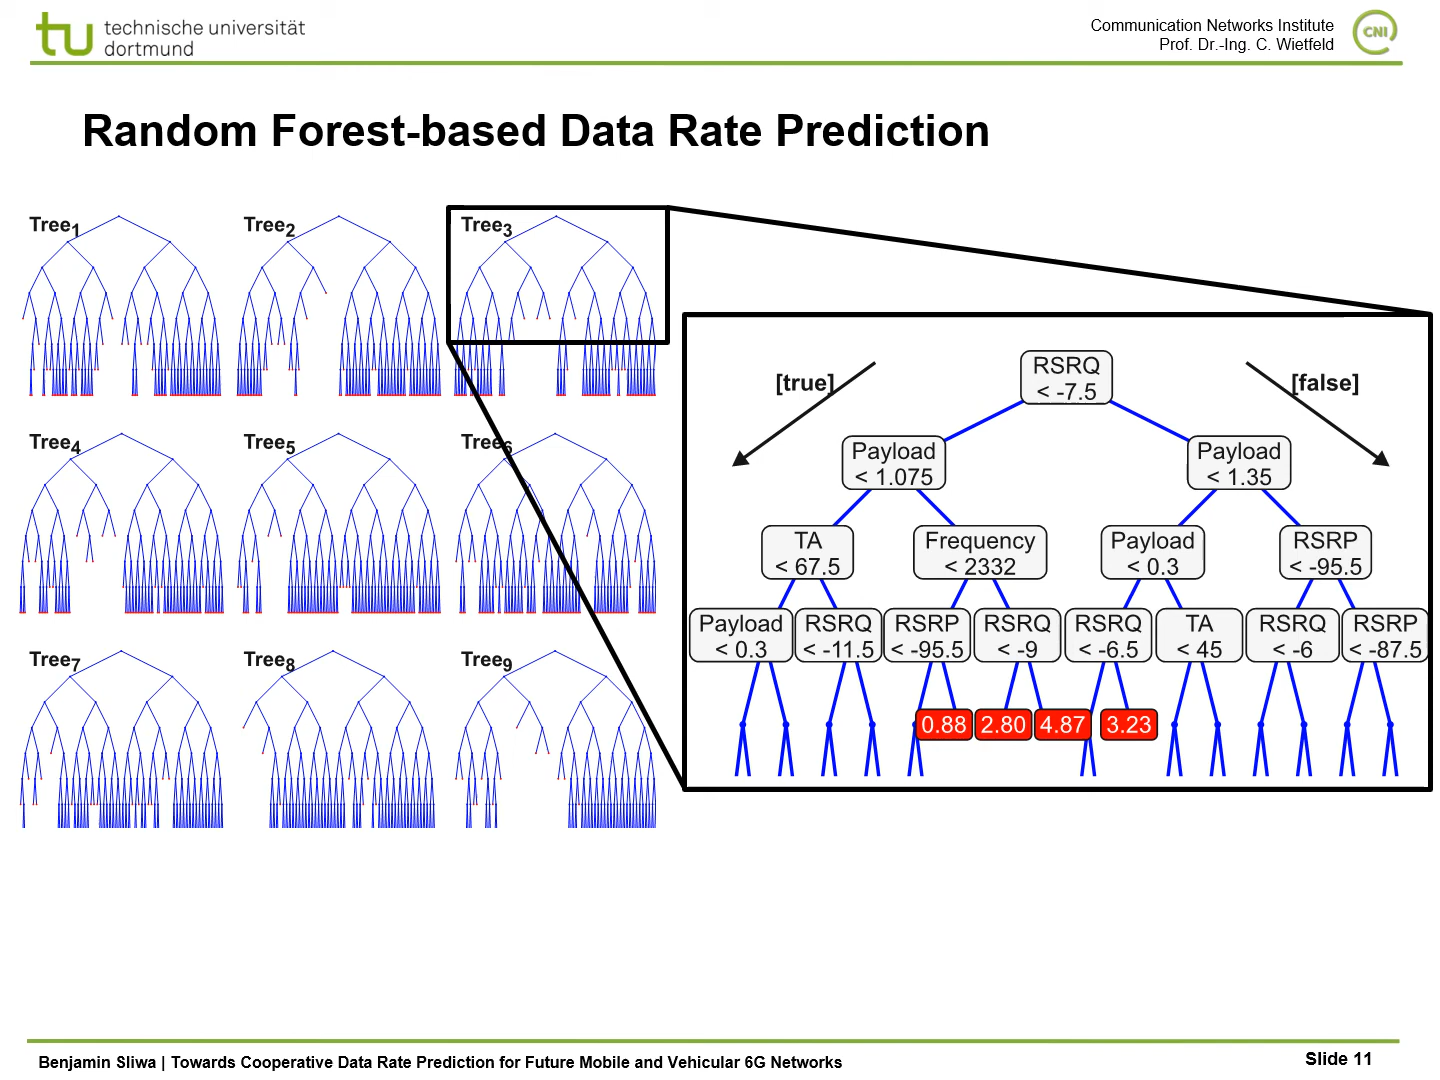 technische universität
dortmund
Communication Networks Institute
Prof. Dr.-Ing. C. Wietfeld
CNI
Random Forest-based Data Rate Prediction
Tree1
Tree2
Tree3
Tree4
Tree5
Tree6
Tree7
Tree8
Tree9
[true]
[false]
RSRQ
< -7.5
Payload
< 1.075
Payload
< 1.35
TA
< 67.5
Frequency
< 2332
Payload
< 0.3
RSRP
< -95.5
Payload
< 0.3
RSRQ
< -11.5
RSRP
< -95.5
RSRQ
< -9
RSRQ
< -6.5
TA
< 45
RSRQ
< -6
RSRP
< -87.5
0.88
2.80
4.87
3.23
Benjamin Sliwa | Towards Cooperative Data Rate Prediction for Future Mobile and Vehicular 6G Networks
Slide 11